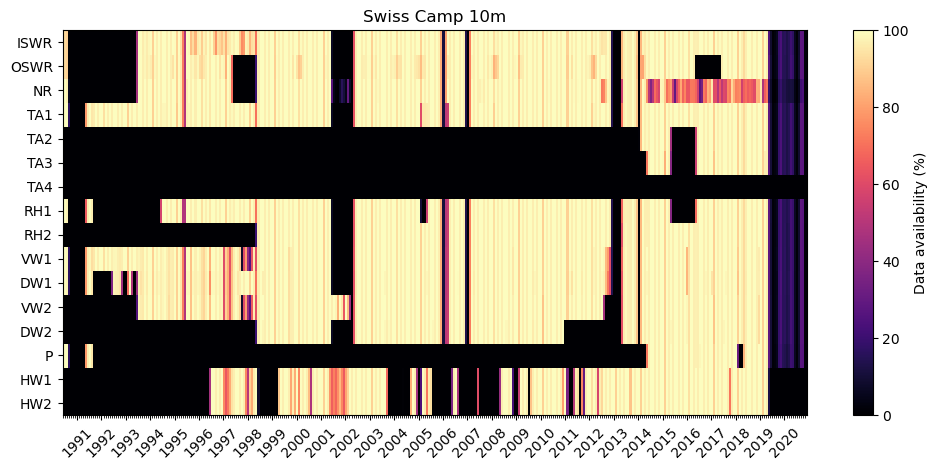 Swiss Camp 10m
ISWR
OSWR
NR
TA1
TA2
TA3
TA4
RH1
RH2
VW1
DW1
VW2
DW2
P
HW1
HW2
1991 1992 1993 1994 1995 1996 1997 1998 1999 2000 2001 2002 2003 2004 2005 2006 2007 2008 2009 2010 2011 2012 2013 2014 2015 2016 2017 2018 2019 2020
100
80
60
40
20
0
Data availability (%)